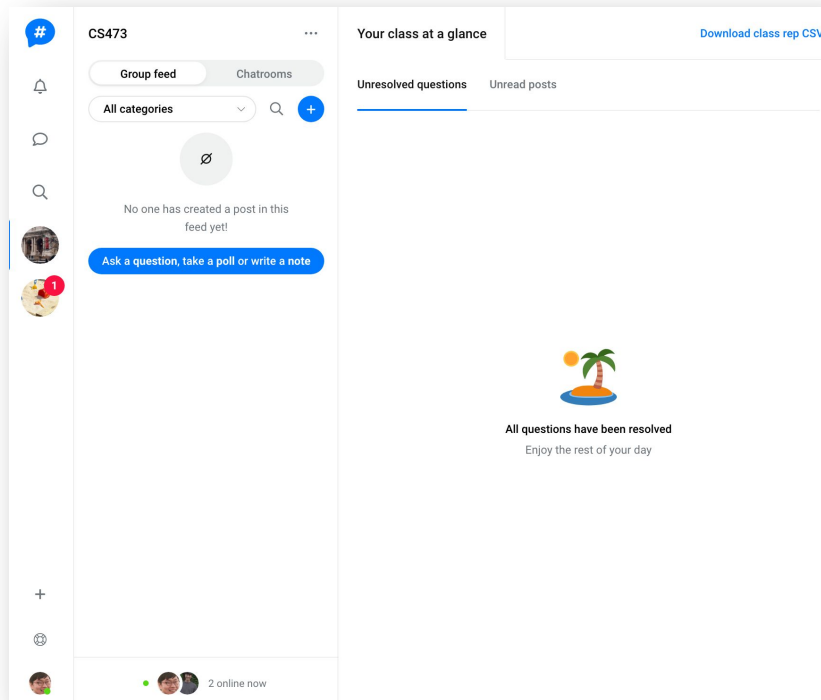 #
CS473
Your class at a glance
Download class rep CSV
Group feed
Chatrooms
Unresolved questions
Unread posts
All categories
No one has created a post in this
feed yet!
Ask a question, take a poll or write a note
1
All questions have been resolved
Enjoy the rest of your day
2 online now